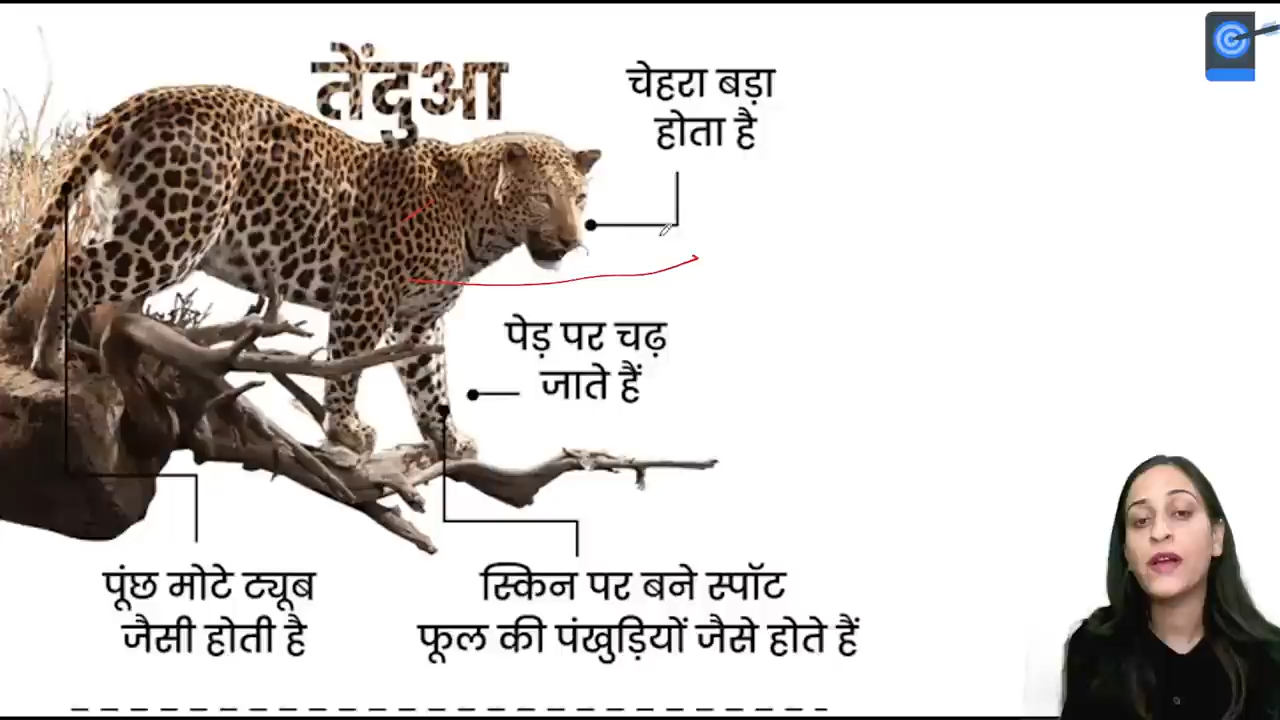 तेंदुआ
चेहरा बड़ा
होता है
पेड़ पर चढ़
जाते हैं
पूंछ मोटे ट्यूब
जैसी होती है
स्किन पर बने स्पॉट
फूल की पंखुड़ियों जैसे होते हैं